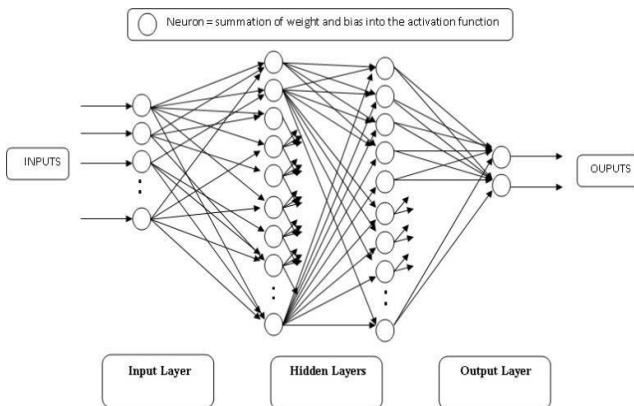 Neuron = summation of weight and bias into the activation function
INPUTS
OUPUTS
Input Layer
Hidden Layers
Output Layer